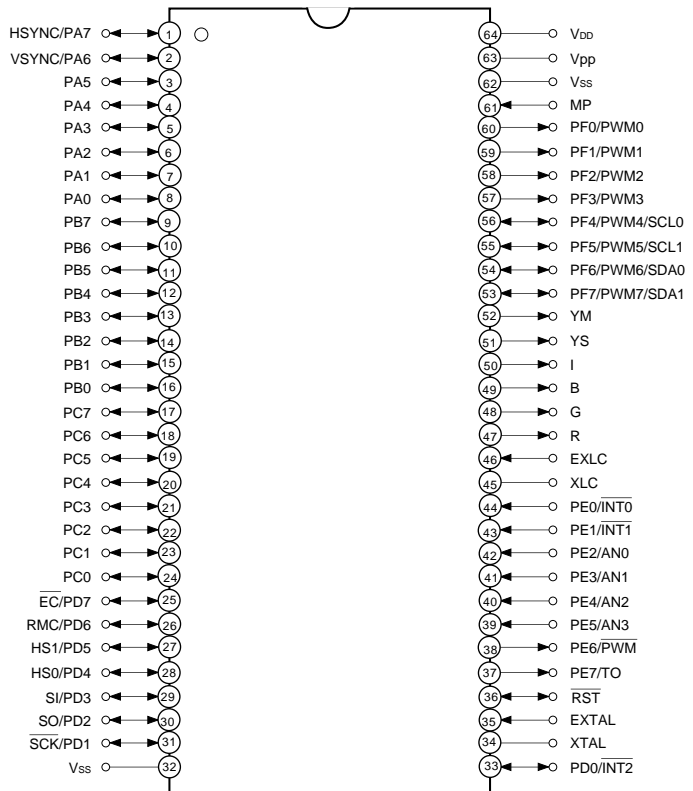 HSYNC/PA7 1 64 VDD
VSYNC/PA6 2 63 Vpp
PA5 3 62 Vss
PA4 4 61 MP
PA3 5 60 PF0/PWM0
PA2 6 59 PF1/PWM1
PA1 7 58 PF2/PWM2
PA0 8 57 PF3/PWM3
PB7 9 56 PF4/PWM4/SCL0
PB6 10 55 PF5/PWM5/SCL1
PB5 11 54 PF6/PWM6/SDA0
PB4 12 53 PF7/PWM7/SDA1
PB3 13 52 YM
PB2 14 51 YS
PB1 15 50 I
PB0 16 49 B
PC7 17 48 G
PC6 18 47 R
PC5 19 46 EXLC
PC4 20 45 XLC
PC3 21 44 PE0/I̅N̅T̅0̅
PC2 22 43 PE1/I̅N̅T̅1̅
PC1 23 42 PE2/AN0
PC0 24 41 PE3/AN1
E̅C̅/PD7 25 40 PE4/AN2
RMC/PD6 26 39 PE5/AN3
HS1/PD5 27 38 PE6/P̅W̅M̅
HS0/PD4 28 37 PE7/TO
SI/PD3 29 36 R̅S̅T̅
SO/PD2 30 35 EXTAL
S̅C̅K̅/PD1 31 34 XTAL
Vss 32 33 PD0/I̅N̅T̅2̅